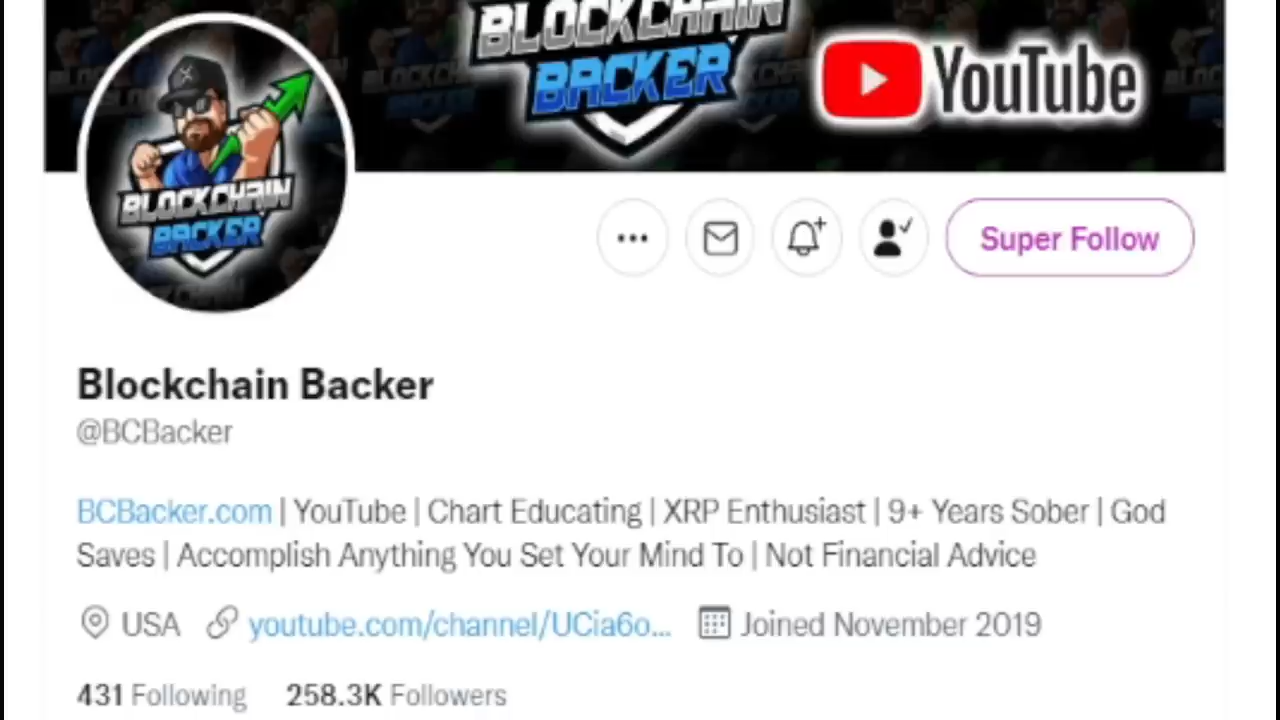 BLOCKCHAIN
BACKER
YouTube
BLOCKCHAIN
BACKER
Super Follow
Blockchain Backer
@BCBacker
BCBacker.com | YouTube | Chart Educating | XRP Enthusiast | 9+ Years Sober | God
Saves | Accomplish Anything You Set Your Mind To | Not Financial Advice
USA youtube.com/channel/UCia6o... Joined November 2019
431 Following 258.3K Followers